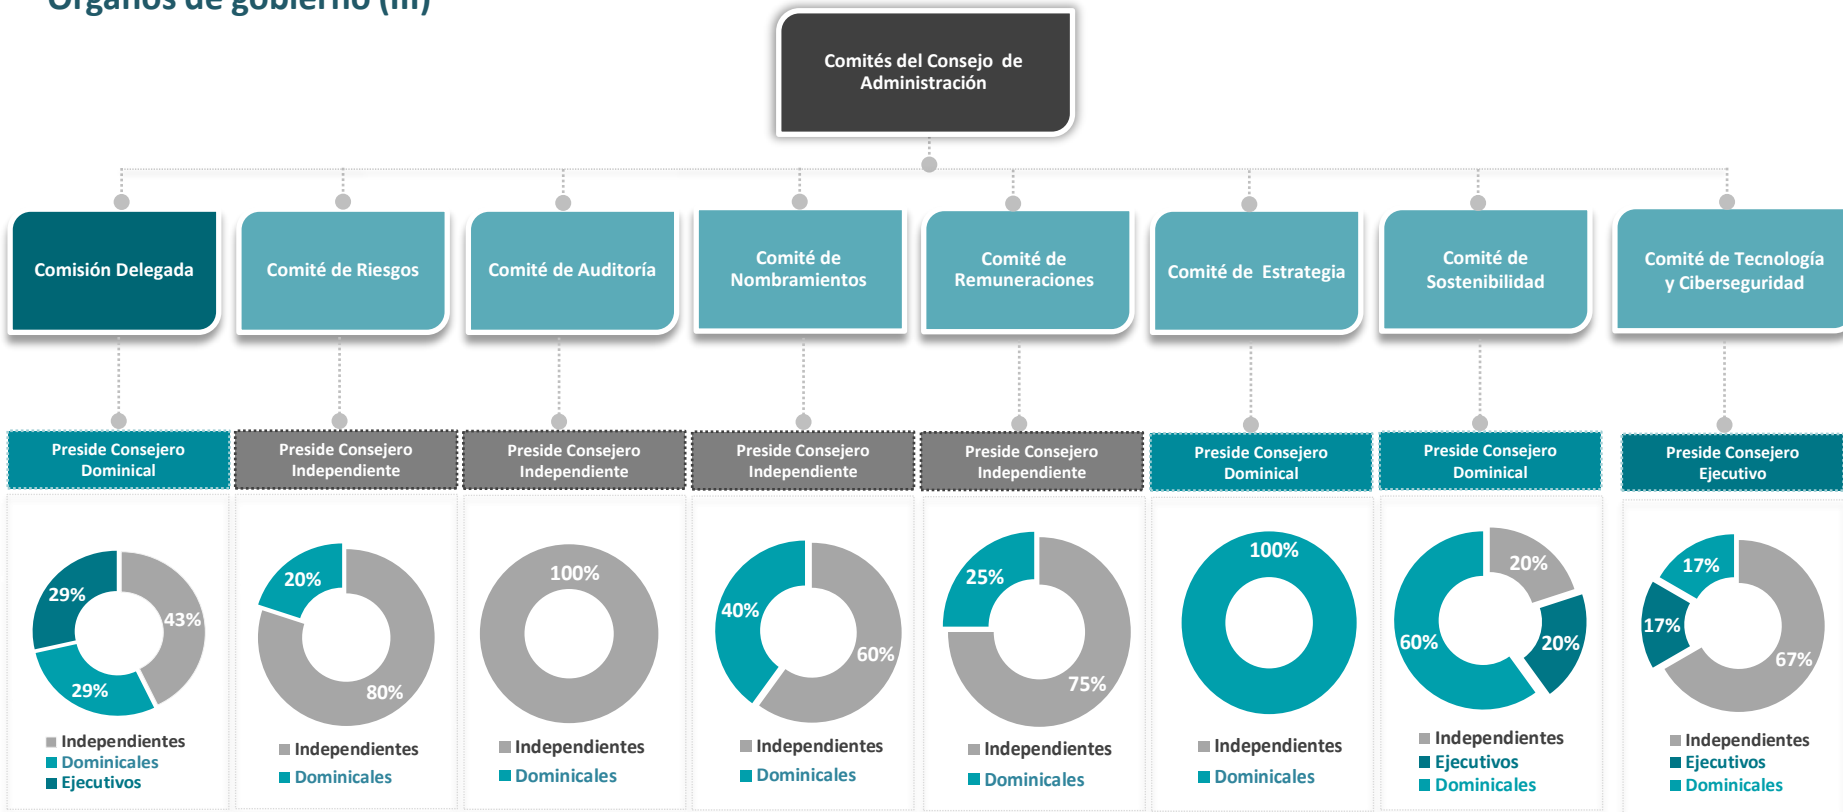 Órganos de gobierno (III)
Comités del Consejo de
Administración
Comisión Delegada
Comité de Riesgos
Comité de Auditoría
Comité de
Nombramientos
Comité de
Remuneraciones
Comité de Estrategia
Comité de
Sostenibilidad
Comité de Tecnología
y Ciberseguridad
Preside Consejero
Dominical
Preside Consejero
Independiente
Preside Consejero
Independiente
Preside Consejero
Independiente
Preside Consejero
Independiente
Preside Consejero
Dominical
Preside Consejero
Dominical
Preside Consejero
Ejecutivo
29%
43%
29%
Independientes
Dominicales
Ejecutivos
20%
80%
Independientes
Dominicales
100%
Independientes
Dominicales
40%
60%
Independientes
Dominicales
25%
75%
Independientes
Dominicales
100%
Independientes
Dominicales
20%
60%
20%
Independientes
Ejecutivos
Dominicales
17%
17%
67%
Independientes
Ejecutivos
Dominicales